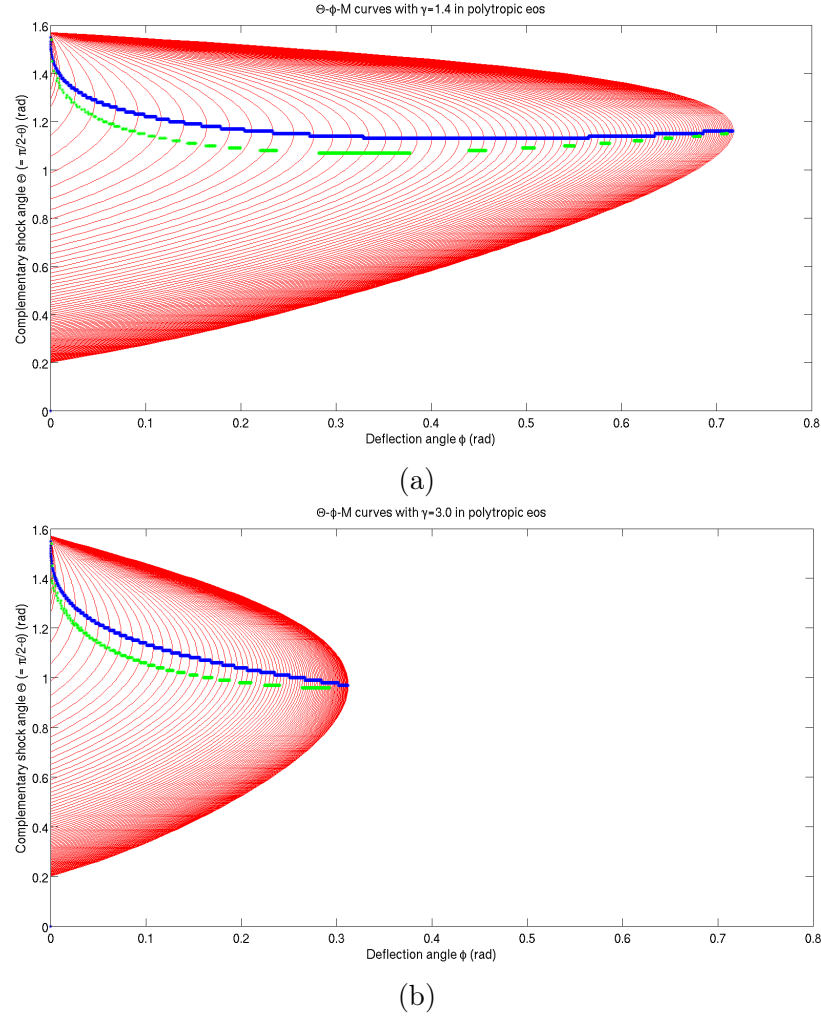 Θ-ϕ-M curves with γ=1.4 in polytropic eos
1.6
1.4
1.2
1
0.8
0.6
0.4
0.2
0
Complementary shock angle Θ (= π/2-θ) (rad)
0 0.1 0.2 0.3 0.4 0.5 0.6 0.7 0.8
Deflection angle ϕ (rad)
(a)
Θ-ϕ-M curves with γ=3.0 in polytropic eos
1.6
1.4
1.2
1
0.8
0.6
0.4
0.2
0
Complementary shock angle Θ (= π/2-θ) (rad)
0 0.1 0.2 0.3 0.4 0.5 0.6 0.7 0.8
Deflection angle ϕ (rad)
(b)